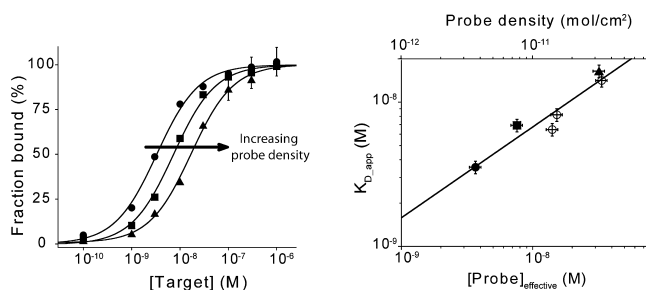 Fraction bound (%)
100
75
50
25
0
Increasing
probe density
10⁻¹⁰
10⁻⁹
10⁻⁸
10⁻⁷
10⁻⁶
[Target] (M)
Probe density (mol/cm²)
10⁻¹²
10⁻¹¹
K_D_app (M)
10⁻⁸
10⁻⁹
10⁻⁹
10⁻⁸
[Probe]effective (M)